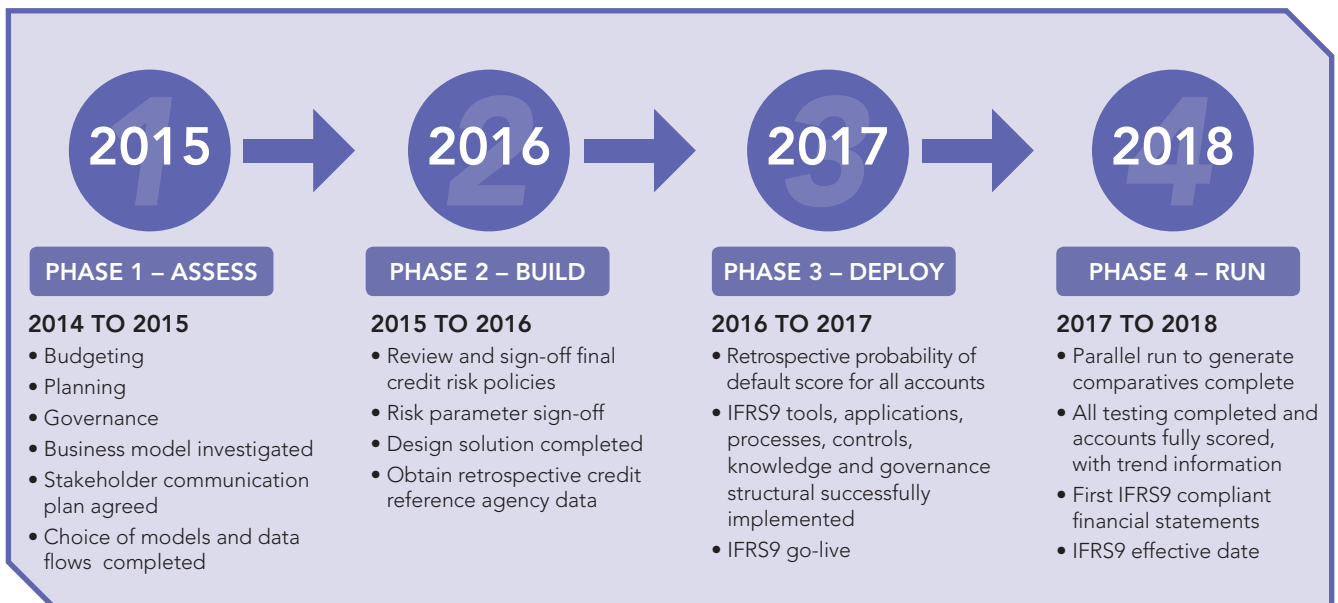 1
2015
2
2016
3
2017
4
2018
PHASE 1 – ASSESS
2014 TO 2015
• Budgeting
• Planning
• Governance
• Business model investigated
• Stakeholder communication
plan agreed
• Choice of models and data
flows completed
PHASE 2 – BUILD
2015 TO 2016
• Review and sign-off final
credit risk policies
• Risk parameter sign-off
• Design solution completed
• Obtain retrospective credit
reference agency data
PHASE 3 – DEPLOY
2016 TO 2017
• Retrospective probability of
default score for all accounts
• IFRS9 tools, applications,
processes, controls,
knowledge and governance
structural successfully
implemented
• IFRS9 go-live
PHASE 4 – RUN
2017 TO 2018
• Parallel run to generate
comparatives complete
• All testing completed and
accounts fully scored,
with trend information
• First IFRS9 compliant
financial statements
• IFRS9 effective date